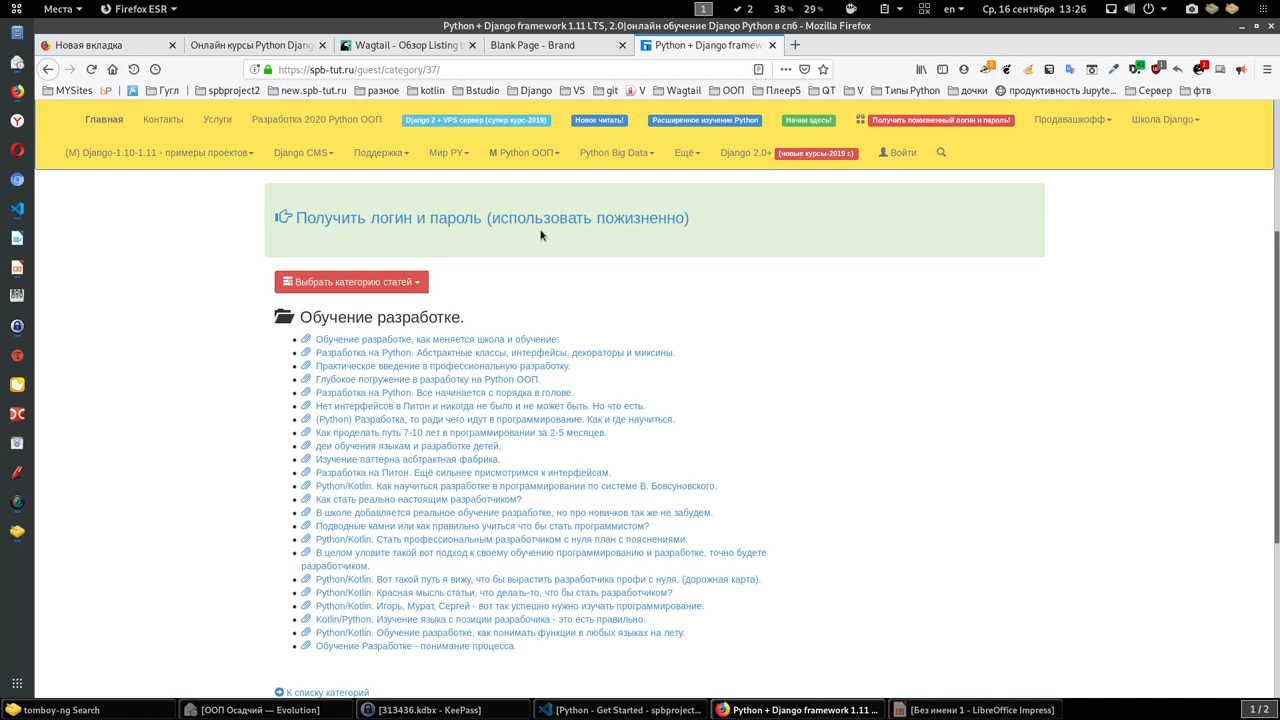 Места
Firefox ESR
1
2
38 %
29 %
en
Ср, 16 сентября
13:26
Python + Django framework 1.11 LTS, 2.0|онлайн обучение Django Python в спб - Mozilla Firefox
Новая вкладка
Онлайн курсы Python Djang
Wagtail - Обзор Listing b
Blank Page - Brand
Python + Django framew
https://spb-tut.ru/guest/category/37/
MYSites
bP
Гугл
spbproject2
new.spb-tut.ru
разное
kotlin
Bstudio
Django
VS
git
V
Wagtail
ООП
Плеер5
QT
V
Типы Python
дочки
продуктивность Jupyte…
Сервер
фтв
Главная
Контакты
Услуги
Разработка 2020 Python ООП
Django 2 + VPS сервер (супер курс-2019)
Новое читать!
Расширенное изучение Python
Начни здесь!
Получить пожизненный логин и пароль!
Продавашкофф
Школа Django
(М) Django-1.10-1.11 - примеры проектов
Django CMS
Поддержка
Мир PY
М Python ООП
Python Big Data
Ещё
Django 2.0+ (новые курсы-2019 г.)
Войти
Получить логин и пароль (использовать пожизненно)
Выбрать категорию статей
Обучение разработке.
Обучение разработке, как меняется школа и обучение.
Разработка на Python. Абстрактные классы, интерфейсы, декораторы и миксины.
Практическое введение в профессиональную разработку.
Глубокое погружение в разработку на Python ООП.
Разработка на Python. Все начинается с порядка в голове.
Нет интерфейсов в Питон и никогда не было и не может быть. Но что есть.
(Python) Разработка, то ради чего идут в программирование. Как и где научиться.
Как проделать путь 7-10 лет в программировании за 2-5 месяцев.
деи обучения языкам и разработке детей.
Изучение паттерна асбтрактная фабрика.
Разработка на Питон. Ещё сильнее присмотримся к интерфейсам.
Python/Kotlin. Как научиться разработке в программировании по системе В. Бовсуновского.
Как стать реально настоящим разработчиком?
В школе добавляется реальное обучение разработке, но про новичков так же не забудем.
Подводные камни или как правильно учиться что бы стать программистом?
Python/Kotlin. Стать профессиональным разработчиком с нуля план с пояснениями.
В целом уловите такой вот подход к своему обучению программированию и разработке, точно будете
разработчиком.
Python/Kotlin. Вот такой путь я вижу, что бы вырастить разработчика профи с нуля. (дорожная карта).
Python/Kotlin. Красная мысль статьи, что делать-то, что бы стать разработчиком?
Python/Kotlin. Игорь, Мурат, Сергей - вот так успешно нужно изучать программирование.
Kotlin/Python. Изучение языка с позиции разрабочика - это есть правильно.
Python/Kotlin. Обучение разработке, как понимать функции в любых языках на лету.
Обучение Разработке - понимание процесса.
К списку категорий
tomboy-ng Search
[ООП Осадчий — Evolution]
[313436.kdbx - KeePass]
[Python - Get Started - spbproject…
Python + Django framework 1.11 …
[Без имени 1 - LibreOffice Impress]
1 / 2